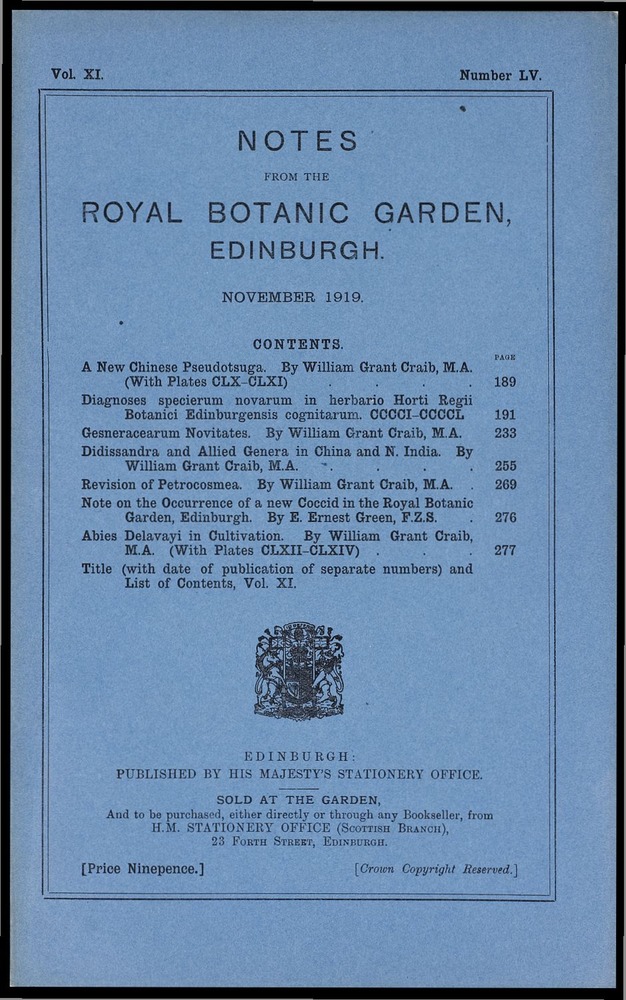 Vol. XI. Number LV.
NOTES
FROM THE
ROYAL BOTANIC GARDEN,
EDINBURGH.
NOVEMBER 1919.
CONTENTS.
PAGE
A New Chinese Pseudotsuga. By William Grant Craib, M.A.
(With Plates CLX-CLXI) . . . . 189
Diagnoses specierum novarum in herbario Horti Regii
Botanici Edinburgensis cognitarum. CCCCI-CCCCL 191
Gesneracearum Novitates. By William Grant Craib, M.A. 233
Didissandra and Allied Genera in China and N. India. By
William Grant Craib, M.A. . . . . 255
Revision of Petrocosmea. By William Grant Craib, M.A. . 269
Note on the Occurrence of a new Coccid in the Royal Botanic
Garden, Edinburgh. By E. Ernest Green, F.Z.S. . 276
Abies Delavayi in Cultivation. By William Grant Craib,
M.A. (With Plates CLXII-CLXIV) . . . 277
Title (with date of publication of separate numbers) and
List of Contents, Vol. XI.
EDINBURGH:
PUBLISHED BY HIS MAJESTY'S STATIONERY OFFICE.
SOLD AT THE GARDEN,
And to be purchased, either directly or through any Bookseller, from
H.M. STATIONERY OFFICE (SCOTTISH BRANCH),
23 FORTH STREET, EDINBURGH.
[Price Ninepence.] [Crown Copyright Reserved.]